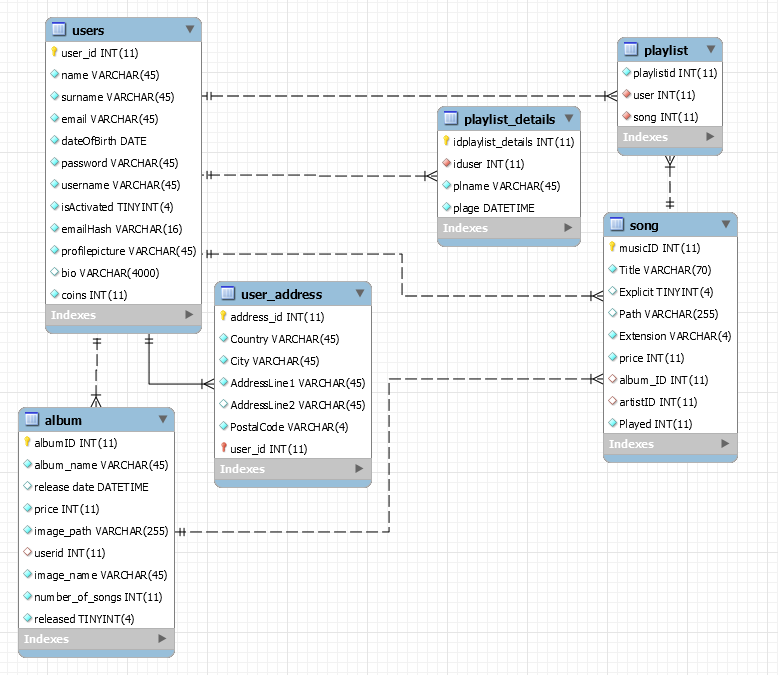 users
user_id INT(11)
name VARCHAR(45)
surname VARCHAR(45)
email VARCHAR(45)
dateOfBirth DATE
password VARCHAR(45)
username VARCHAR(45)
isActivated TINYINT(4)
emailHash VARCHAR(16)
profilepicture VARCHAR(45)
bio VARCHAR(4000)
coins INT(11)
Indexes
playlist
playlistid INT(11)
user INT(11)
song INT(11)
Indexes
playlist_details
idplaylist_details INT(11)
iduser INT(11)
plname VARCHAR(45)
plage DATETIME
Indexes
song
musicID INT(11)
Title VARCHAR(70)
Explicit TINYINT(4)
Path VARCHAR(255)
Extension VARCHAR(4)
price INT(11)
album_ID INT(11)
artistID INT(11)
Played INT(11)
Indexes
user_address
address_id INT(11)
Country VARCHAR(45)
City VARCHAR(45)
AddressLine1 VARCHAR(45)
AddressLine2 VARCHAR(45)
PostalCode VARCHAR(4)
user_id INT(11)
Indexes
album
albumID INT(11)
album_name VARCHAR(45)
release date DATETIME
price INT(11)
image_path VARCHAR(255)
userid INT(11)
image_name VARCHAR(45)
number_of_songs INT(11)
released TINYINT(4)
Indexes